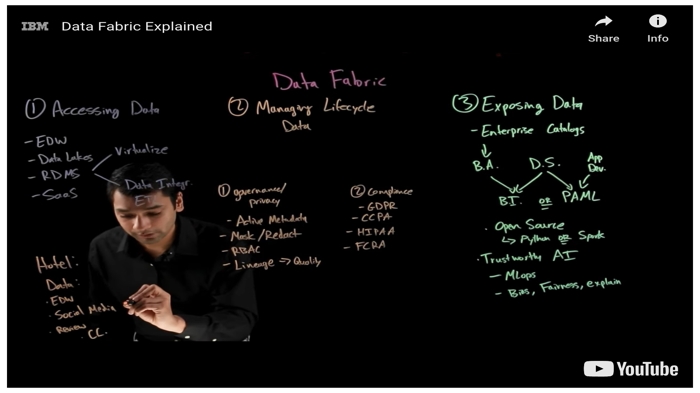 IBM Data Fabric Explained
Share
Info
Data Fabric
① Accessing Data
- EDW
- Data Lakes
- RDMS
- SaaS
Virtualize
Data Integr.
Hotel:
Data:
· EDW
· Social Media
· Review
· CC.
② Managing Lifecycle
Data
① governance/
privacy
- Active Metadata
- Mask/Redact
- RBAC
- Lineage => Quality
② Compliance
- GDPR
- CCPA
- HIPAA
- FCRA
③ Exposing Data
- Enterprise Catalogs
B.A. D.S. App
Dev.
BI. OR PAML
· Open Source
↳ Python OR Spark
· Trustworthy AI
- MLops
- Bias, Fairness, explain
YouTube